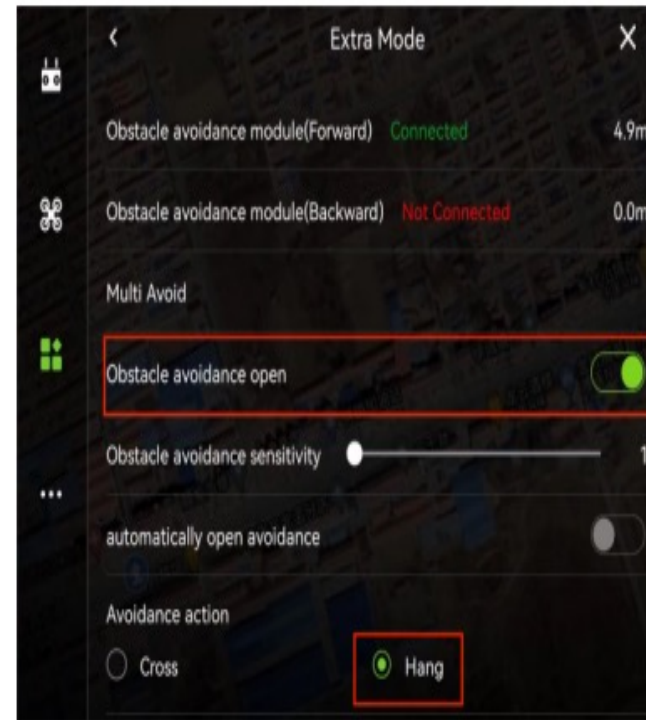 Extra Mode
Obstacle avoidance module(Forward) Connected 4.9m
Obstacle avoidance module(Backward) Not Connected 0.0m
Multi Avoid
Obstacle avoidance open
Obstacle avoidance sensitivity 1
automatically open avoidance
Avoidance action
Cross Hang